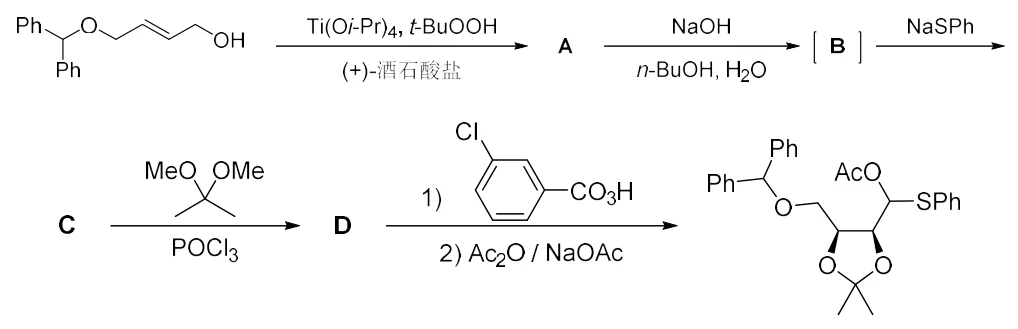 Ph O OH
Ph
Ti(Oi-Pr)₄, t-BuOOH
(+)-酒石酸盐
A
NaOH
n-BuOH, H₂O
[ B ]
NaSPh
C
MeO OMe
POCl₃
D
Cl
1) CO₃H
2) Ac₂O / NaOAc
Ph
Ph AcO
O SPh
O O